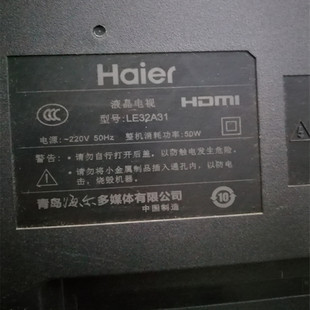 Haier
液晶电视
HDMI
型号: LE32A31
电源: ~220V 50Hz 整机消耗功率: 50W
警告: • 请勿自行打开后盖, 以防触电发生危险。
• 请勿将小金属制品插入通孔内, 以防电击, 烧毁机器。
青岛海尔多媒体有限公司
中国制造
10